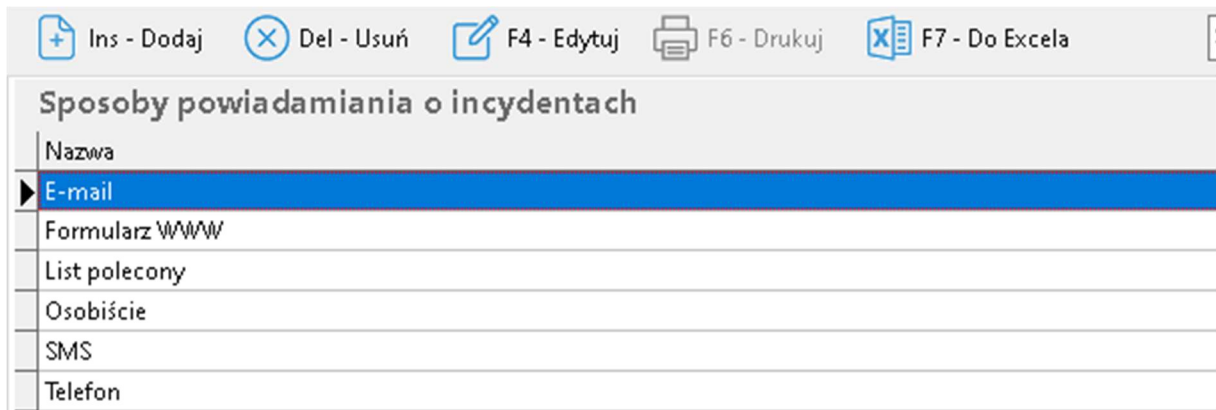 Ins - Dodaj Del - Usuń F4 - Edytuj F6 - Drukuj F7 - Do Excela
Sposoby powiadamiania o incydentach
Nazwa
E-mail
Formularz WWW
List polecony
Osobiście
SMS
Telefon